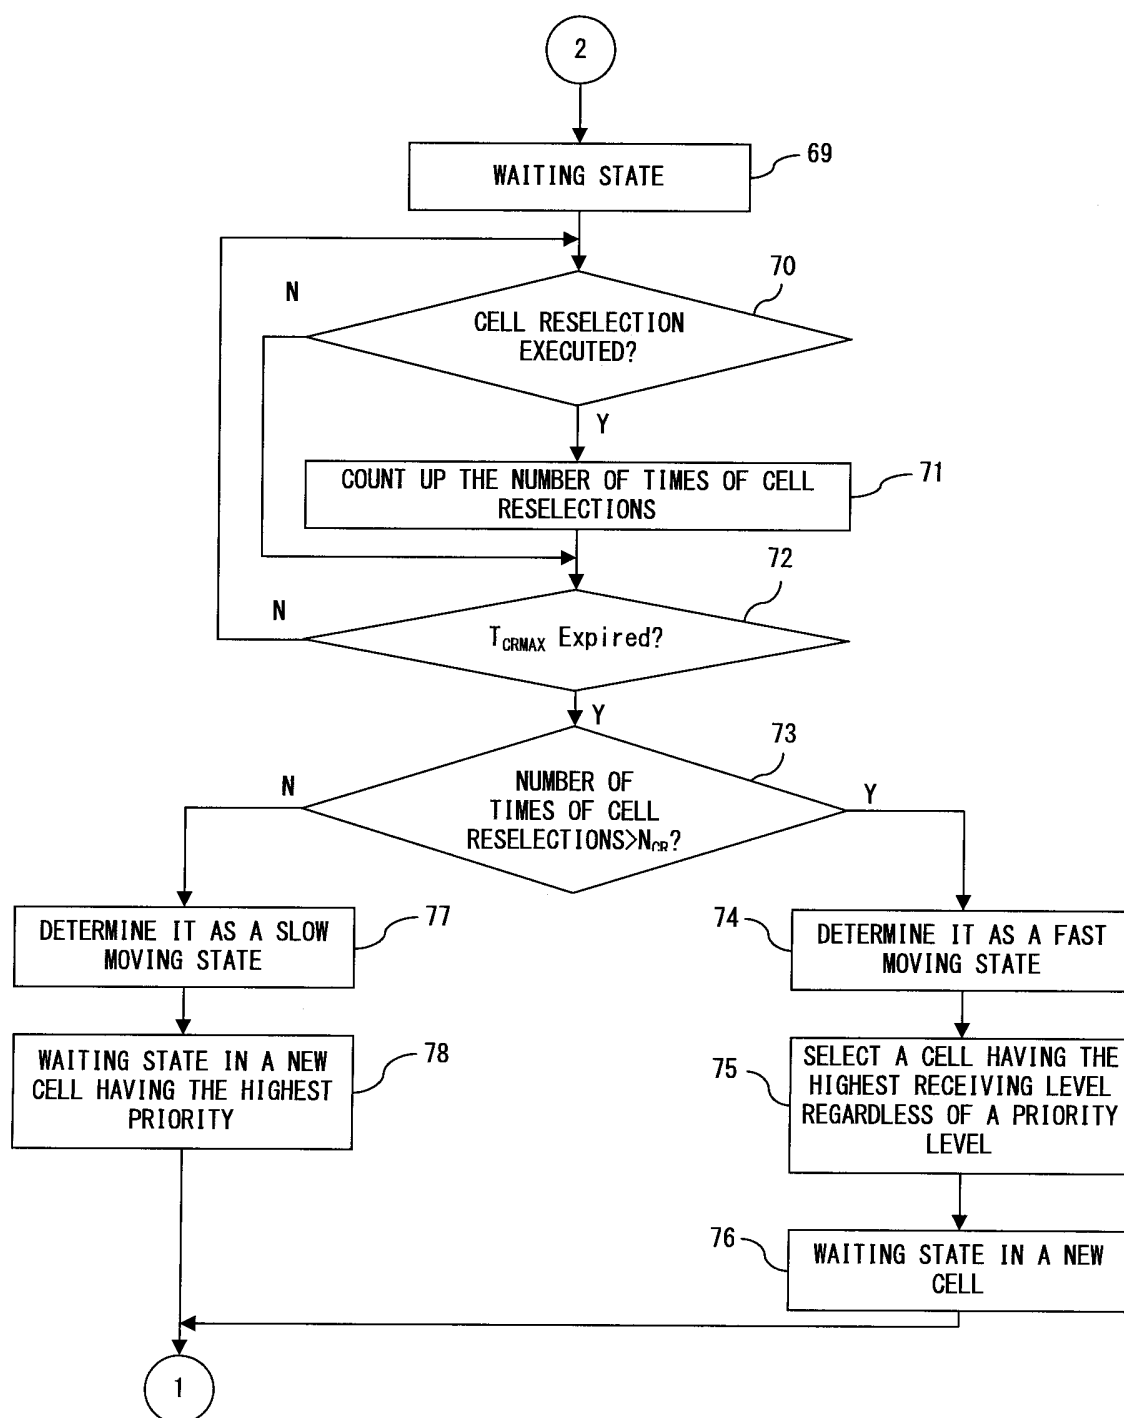 2
WAITING STATE
69
70
N
CELL RESELECTION
EXECUTED?
Y
COUNT UP THE NUMBER OF TIMES OF CELL
RESELECTIONS
71
72
N
T_CRMAX Expired?
Y
73
N
NUMBER OF
TIMES OF CELL
RESELECTIONS>N_CR?
Y
DETERMINE IT AS A SLOW
MOVING STATE
77
74
DETERMINE IT AS A FAST
MOVING STATE
WAITING STATE IN A NEW
CELL HAVING THE HIGHEST
PRIORITY
78
75
SELECT A CELL HAVING THE
HIGHEST RECEIVING LEVEL
REGARDLESS OF A PRIORITY
LEVEL
76
WAITING STATE IN A NEW
CELL
1